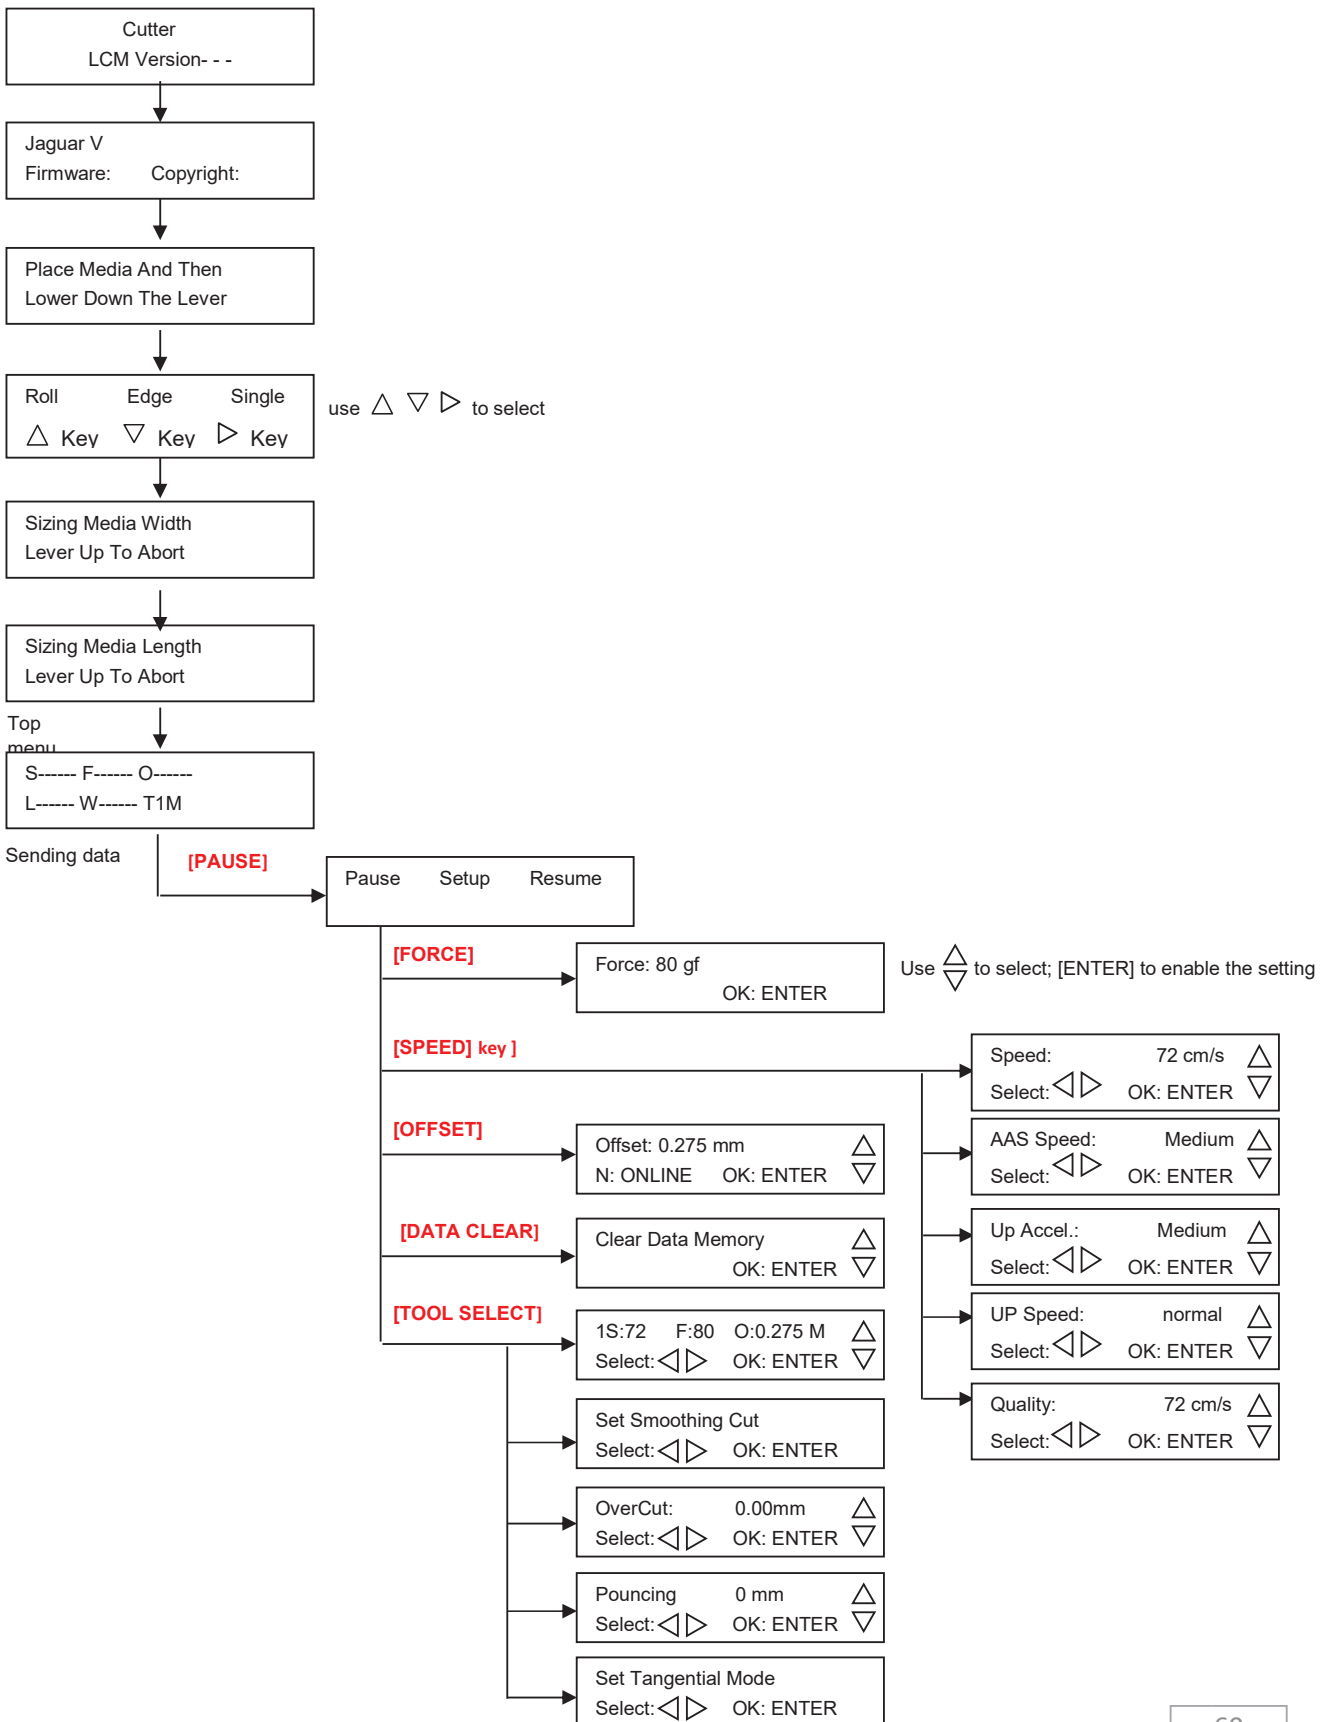 Cutter
LCM Version- - -
Jaguar V
Firmware: Copyright:
Place Media And Then
Lower Down The Lever
Roll Edge Single
△ Key ▽ Key ▷ Key
use △ ▽ ▷ to select
Sizing Media Width
Lever Up To Abort
Sizing Media Length
Lever Up To Abort
Top
menu
S------ F------ O------
L------ W------ T1M
Sending data
[PAUSE]
Pause Setup Resume
[FORCE]
Force: 80 gf
OK: ENTER
Use △▽ to select; [ENTER] to enable the setting
[SPEED] key ]
Speed: 72 cm/s △
Select: ◁ ▷ OK: ENTER ▽
AAS Speed: Medium △
Select: ◁ ▷ OK: ENTER ▽
Up Accel.: Medium △
Select: ◁ ▷ OK: ENTER ▽
UP Speed: normal △
Select: ◁ ▷ OK: ENTER ▽
Quality: 72 cm/s △
Select: ◁ ▷ OK: ENTER ▽
[OFFSET]
Offset: 0.275 mm △
N: ONLINE OK: ENTER ▽
[DATA CLEAR]
Clear Data Memory △
OK: ENTER ▽
[TOOL SELECT]
1S:72 F:80 O:0.275 M △
Select: ◁ ▷ OK: ENTER ▽
Set Smoothing Cut
Select: ◁ ▷ OK: ENTER
OverCut: 0.00mm △
Select: ◁ ▷ OK: ENTER ▽
Pouncing 0 mm △
Select: ◁ ▷ OK: ENTER ▽
Set Tangential Mode
Select: ◁ ▷ OK: ENTER